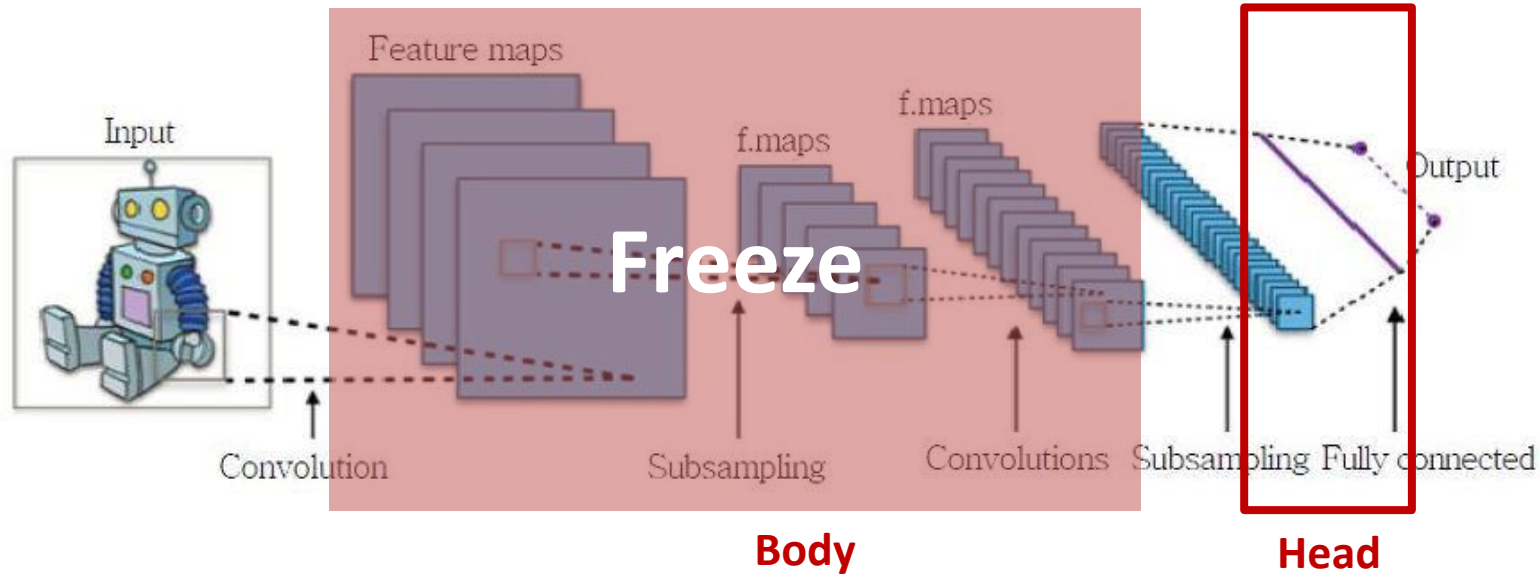 Feature maps
f.maps
Input
f.maps
Output
Freeze
Convolution
Subsampling
Convolutions
Subsampling
Fully connected
Body
Head